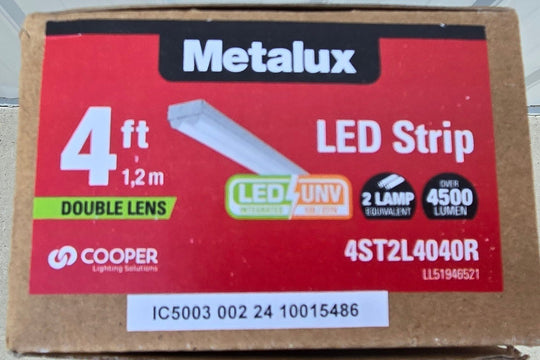 Metalux
4 ft
1,2 m
DOUBLE LENS
LED Strip
LED UNV
INTEGRATED
2 LAMP
EQUIVALENT
OVER
4500
LUMEN
COOPER
Lighting Solutions
4ST2L4040R
LL51946521
IC5003 002 24 10015486